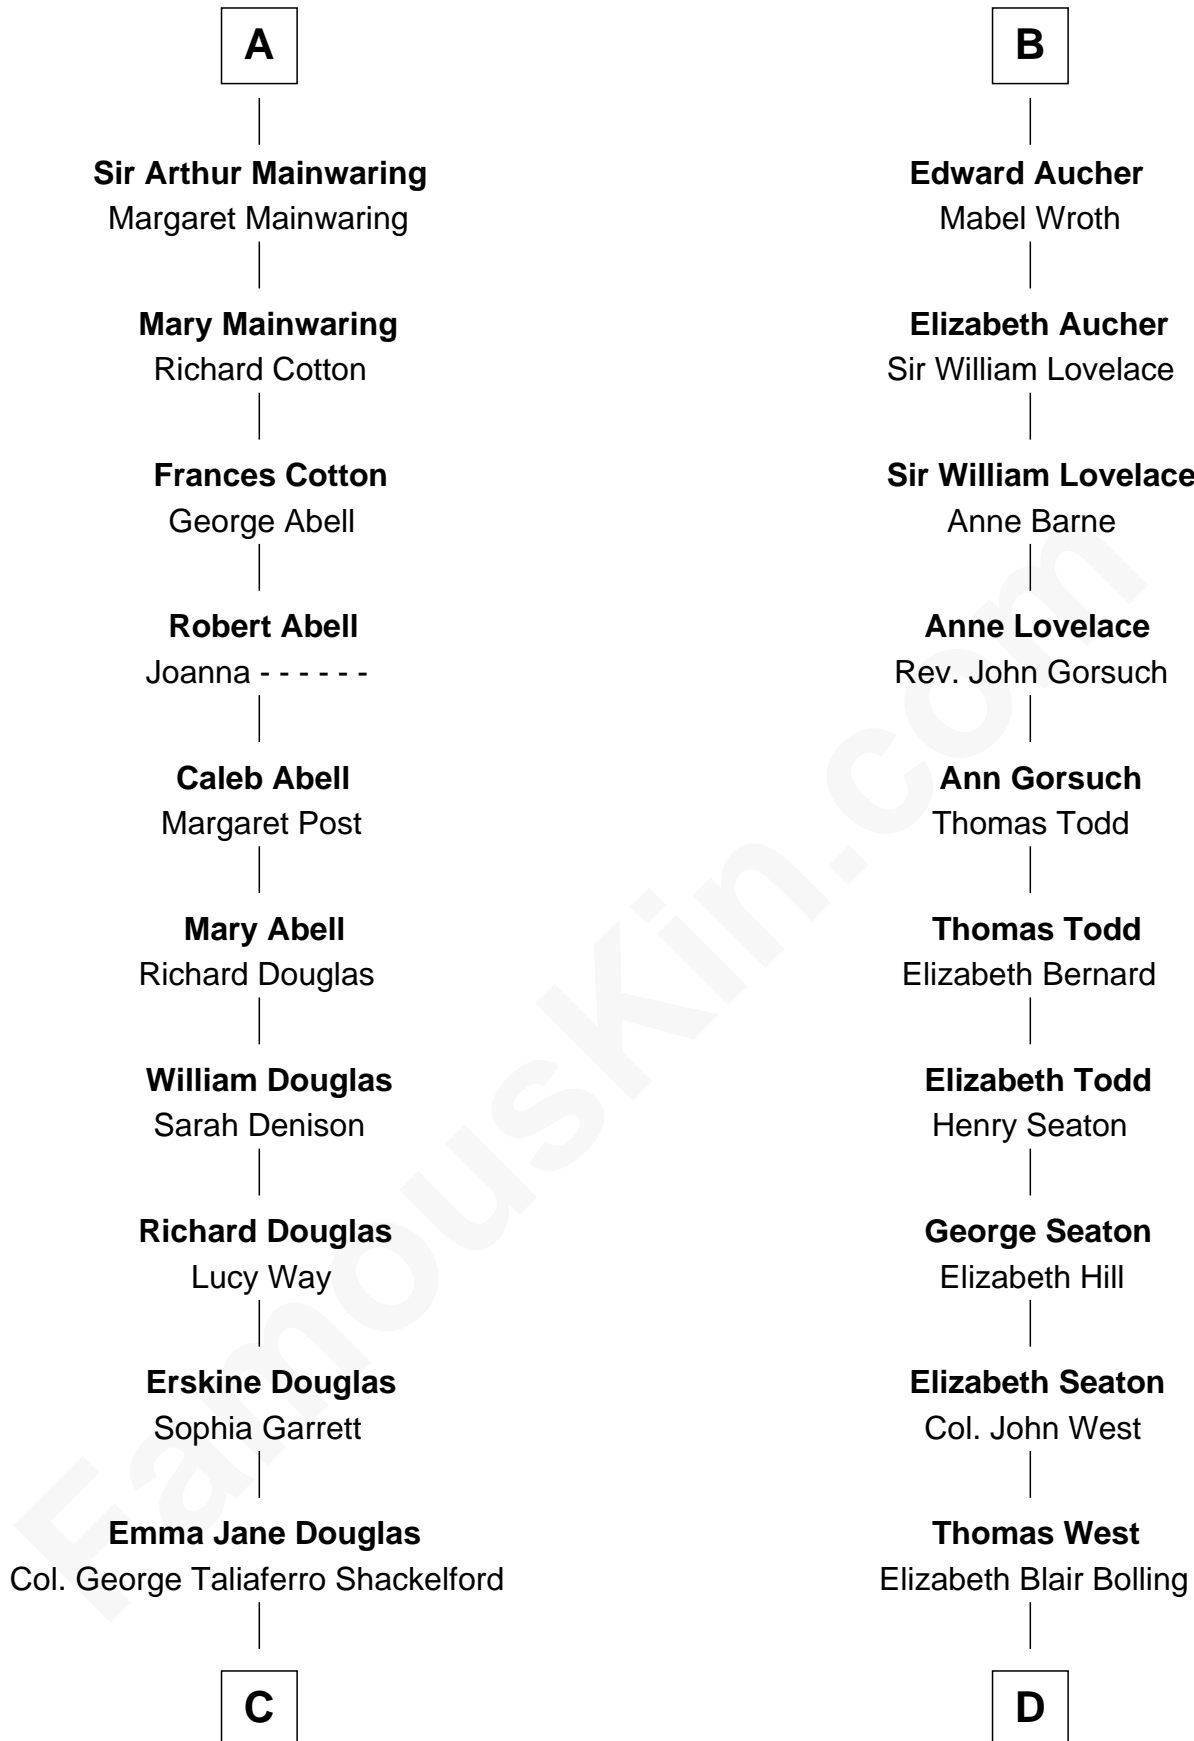 A
Sir Arthur Mainwaring
Margaret Mainwaring
Mary Mainwaring
Richard Cotton
Frances Cotton
George Abell
Robert Abell
Joanna - - - - - -
Caleb Abell
Margaret Post
Mary Abell
Richard Douglas
William Douglas
Sarah Denison
Richard Douglas
Lucy Way
Erskine Douglas
Sophia Garrett
Emma Jane Douglas
Col. George Taliaferro Shackelford
C
B
Edward Aucher
Mabel Wroth
Elizabeth Aucher
Sir William Lovelace
Sir William Lovelace
Anne Barne
Anne Lovelace
Rev. John Gorsuch
Ann Gorsuch
Thomas Todd
Thomas Todd
Elizabeth Bernard
Elizabeth Todd
Henry Seaton
George Seaton
Elizabeth Hill
Elizabeth Seaton
Col. John West
Thomas West
Elizabeth Blair Bolling
D
FamousKin.com